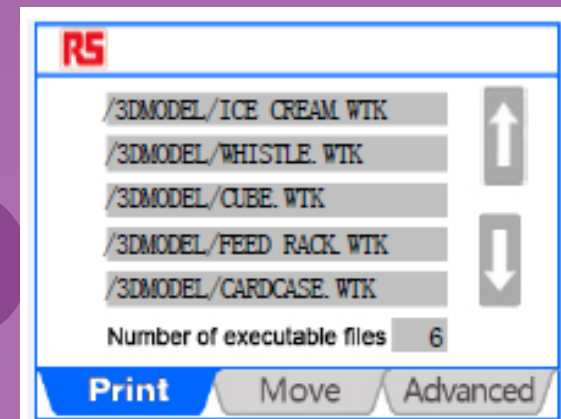 RS
/3DMODEL/ICE CREAM.WTK
/3DMODEL/WHISTLE.WTK
/3DMODEL/CUBE.WTK
/3DMODEL/FEED RACK.WTK
/3DMODEL/CARDCASE.WTK
Number of executable files 6
Print Move Advanced